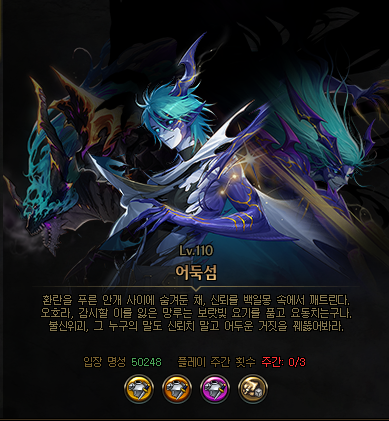 Lv.110
어둑섬
환란을 푸른 안개 사이에 숨겨둔 채, 신뢰를 백일몽 속에서 깨트린다.
오호라, 감시할 이를 잃은 망루는 보랏빛 요기를 품고 요동치는구나.
불신위괴, 그 누구의 말도 신뢰치 말고 어두운 거짓을 꿰뚫어봐라.
입장 명성 50248 플레이 주간 횟수 주간: 0/3